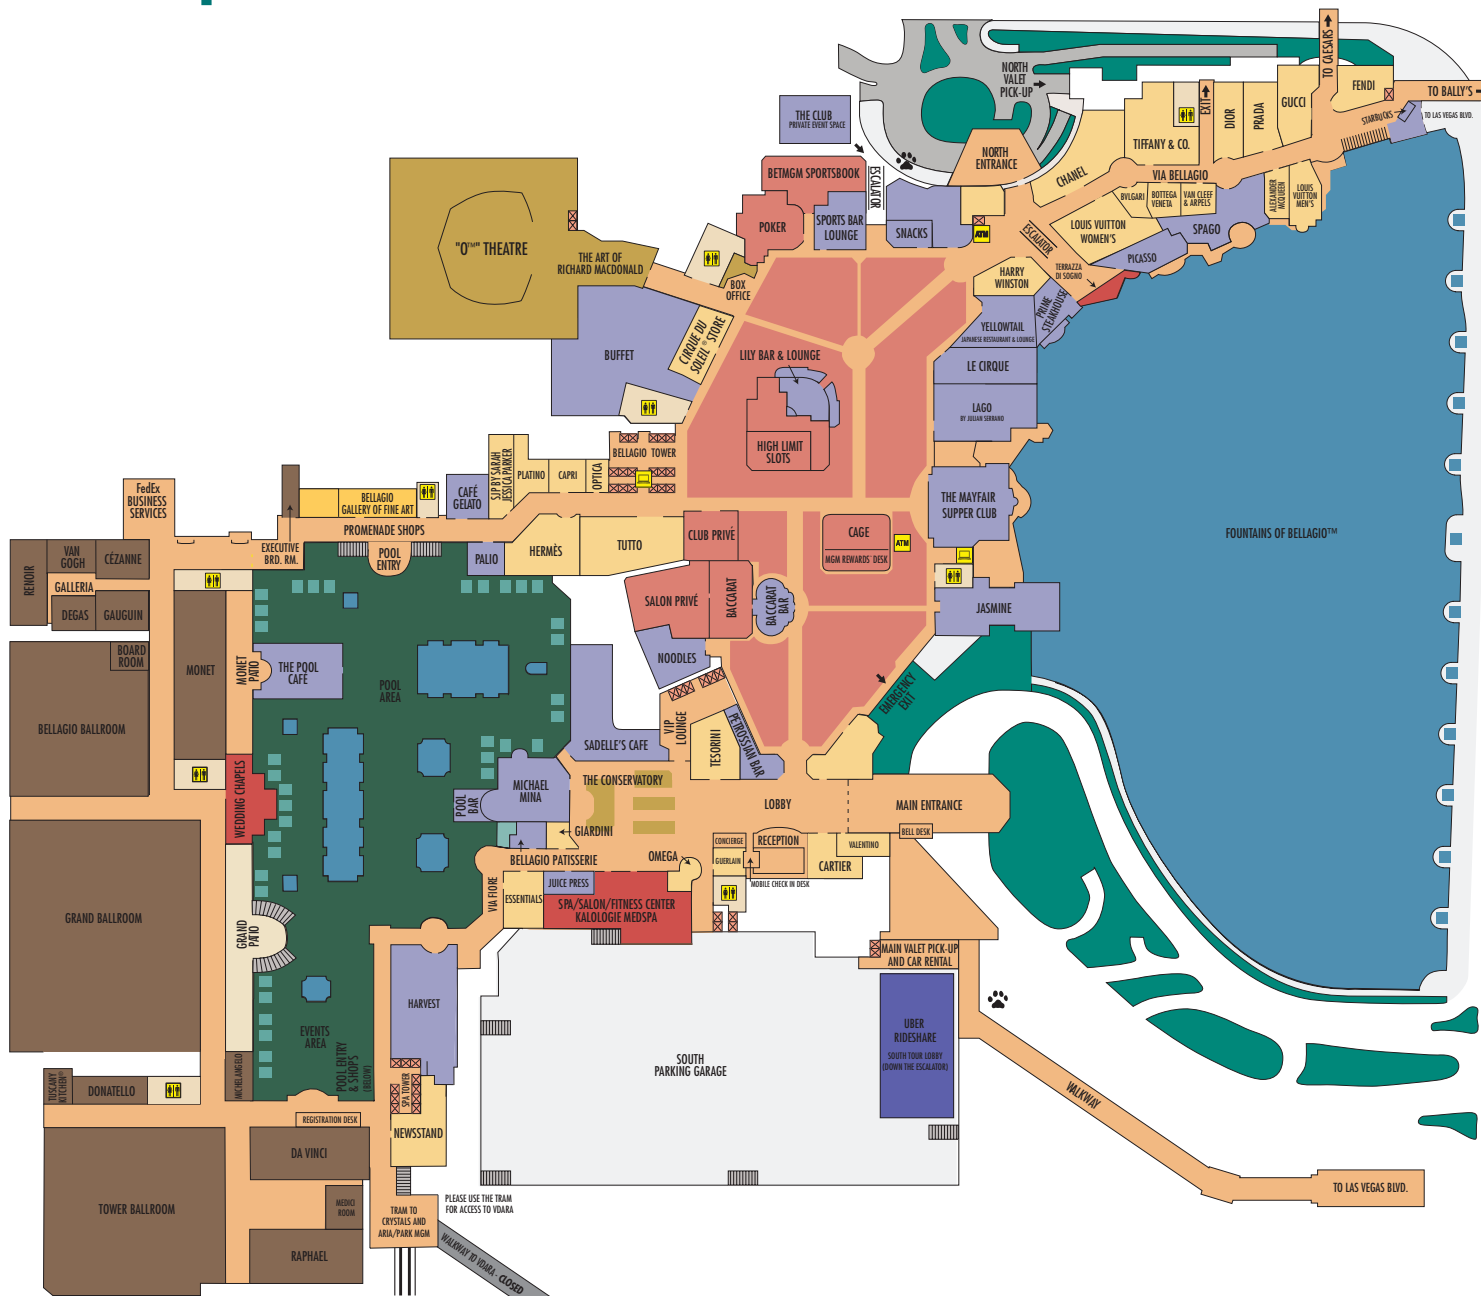 TO CAESARS
NORTH
VALET
PICK-UP
FENDI
TO BALLY'S
GUCCI
PRADA
DIOR
EXIT
STARBUCKS
TO LAS VEGAS BLVD.
THE CLUB
PRIVATE EVENT SPACE
TIFFANY & CO.
NORTH
ENTRANCE
CHANEL
VIA BELLAGIO
BETMGM SPORTSBOOK
ESCALATOR
BVLGARI
BOTTEGA
VENETA
VAN CLEEF
& ARPELS
ALEXANDER
MCQUEEN
LOUIS
VUITTON
MEN'S
POKER
SPORTS BAR
LOUNGE
SNACKS
ATM
ESCALATOR
LOUIS VUITTON
WOMEN'S
SPAGO
PICASSO
"O™" THEATRE
THE ART OF
RICHARD MACDONALD
BOX
OFFICE
HARRY
WINSTON
TERRAZZA
DI SOGNO
PRIME
STEAKHOUSE
CIRQUE DU
SOLEIL® STORE
BUFFET
LILY BAR & LOUNGE
YELLOWTAIL
JAPANESE RESTAURANT & LOUNGE
LE CIRQUE
LAGO
BY JULIAN SERRANO
HIGH LIMIT
SLOTS
BELLAGIO TOWER
SJP BY SARAH
JESSICA PARKER
PLATINO
CAPRI
OPTICA
CAFÉ
GELATO
BELLAGIO
GALLERY OF FINE ART
FedEx
BUSINESS
SERVICES
THE MAYFAIR
SUPPER CLUB
FOUNTAINS OF BELLAGIO™
PROMENADE SHOPS
EXECUTIVE
BRD. RM.
POOL
ENTRY
PALIO
HERMÈS
TUTTO
CLUB PRIVÉ
CAGE
MGM REWARDS DESK
ATM
RENOIR
VAN
GOGH
CÉZANNE
GALLERIA
DEGAS
GAUGUIN
SALON PRIVÉ
BACCARAT
BACCARAT
BAR
JASMINE
BOARD
ROOM
MONET
MONET
PATIO
THE POOL
CAFÉ
POOL
AREA
NOODLES
EMERGENCY
EXIT
BELLAGIO BALLROOM
SADELLE'S CAFE
VIP
LOUNGE
TESORINI
PETROSSIAN BAR
WEDDING CHAPELS
POOL
BAR
MICHAEL
MINA
THE CONSERVATORY
LOBBY
MAIN ENTRANCE
GIARDINI
BELL DESK
CONCIERGE
RECEPTION
VALENTINO
BELLAGIO PATISSERIE
OMEGA
GUERLAIN
CARTIER
MOBILE CHECK IN DESK
VIA FIORE
ESSENTIALS
JUICE PRESS
SPA/SALON/FITNESS CENTER
KALOLOGIE MEDSPA
GRAND BALLROOM
GRAND
PATIO
MAIN VALET PICK-UP
AND CAR RENTAL
HARVEST
EVENTS
AREA
POOL ENTRY
& SHOPS
(BELOW)
UBER
RIDESHARE
SOUTH TOUR LOBBY
(DOWN THE ESCALATOR)
SOUTH
PARKING GARAGE
MICHELANGELO
TUSCANY
KITCHEN®
DONATELLO
SPA TOWER
WALKWAY
REGISTRATION DESK
NEWSSTAND
DA VINCI
TOWER BALLROOM
MEDICI
ROOM
RAPHAEL
TRAM TO
CRYSTALS AND
ARIA/PARK MGM
PLEASE USE THE TRAM
FOR ACCESS TO VDARA
WALKWAY TO VDARA - CLOSED
TO LAS VEGAS BLVD.